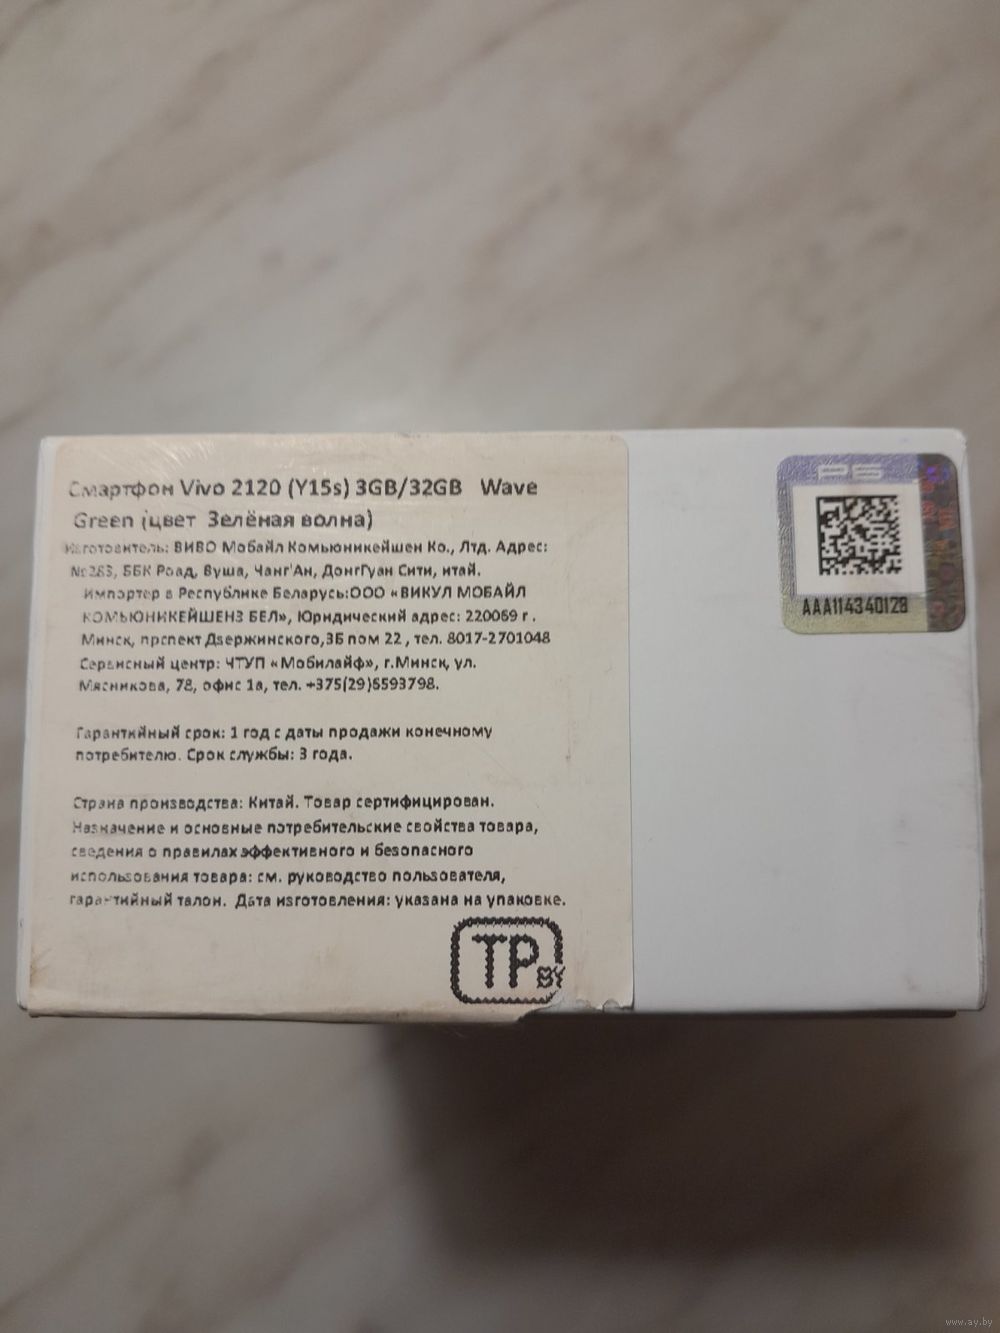 Смартфон Vivo 2120 (Y15s) 3GB/32GB Wave
Green (цвет Зелёная волна)
Изготовитель: ВИВО Мобайл Комьюникейшен Ко., Лтд. Адрес:
№283, ББК Роад, Вуша, Чанг'Ан, ДонгГуан Сити, итай.
Импортер в Республике Беларусь:ООО «ВИКУЛ МОБАЙЛ
КОМЬЮНИКЕЙШЕНЗ БЕЛ», Юридический адрес: 220069 г.
Минск, прспект Дзержинского,3Б пом 22, тел. 8017-2701048
Сервисный центр: ЧТУП «Мобилайф», г.Минск, ул.
Мясникова, 78, офис 1а, тел. +375(29)6593798.
Гарантийный срок: 1 год с даты продажи конечному
потребителю. Срок службы: 3 года.
Страна производства: Китай. Товар сертифицирован.
Назначение и основные потребительские свойства товара,
сведения о правилах эффективного и безопасного
использования товара: см. руководство пользователя,
гарантийный талон. Дата изготовления: указана на упаковке.
TP BY
AAA114340128
www.ay.by